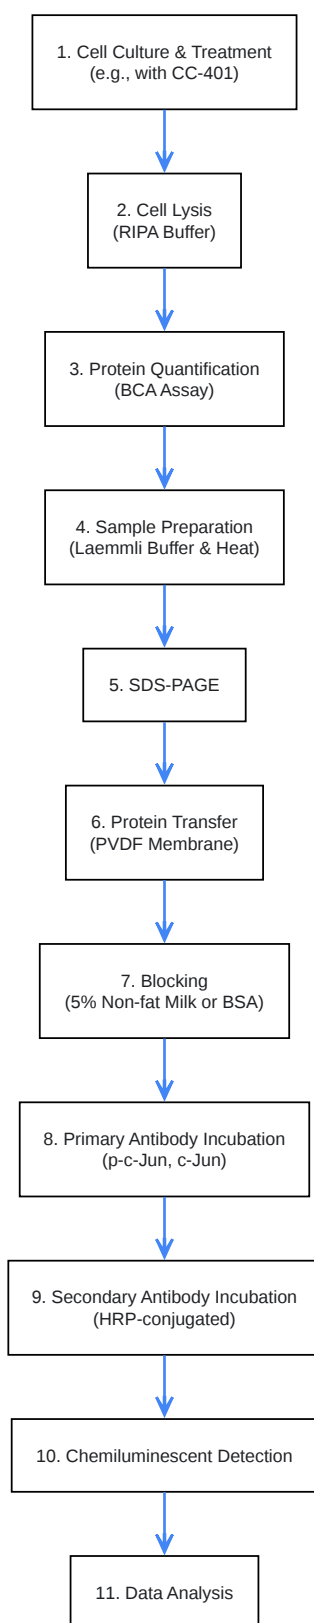 1. Cell Culture & Treatment
(e.g., with CC-401)
2. Cell Lysis
(RIPA Buffer)
3. Protein Quantification
(BCA Assay)
4. Sample Preparation
(Laemmli Buffer & Heat)
5. SDS-PAGE
6. Protein Transfer
(PVDF Membrane)
7. Blocking
(5% Non-fat Milk or BSA)
8. Primary Antibody Incubation
(p-c-Jun, c-Jun)
9. Secondary Antibody Incubation
(HRP-conjugated)
10. Chemiluminescent Detection
11. Data Analysis